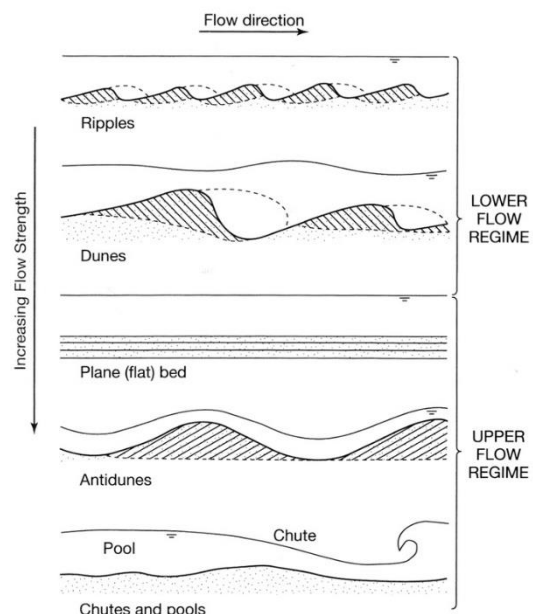 Flow direction
Increasing Flow Strength
Ripples
Dunes
LOWER
FLOW
REGIME
Plane (flat) bed
Antidunes
UPPER
FLOW
REGIME
Pool
Chute
Chutes and pools